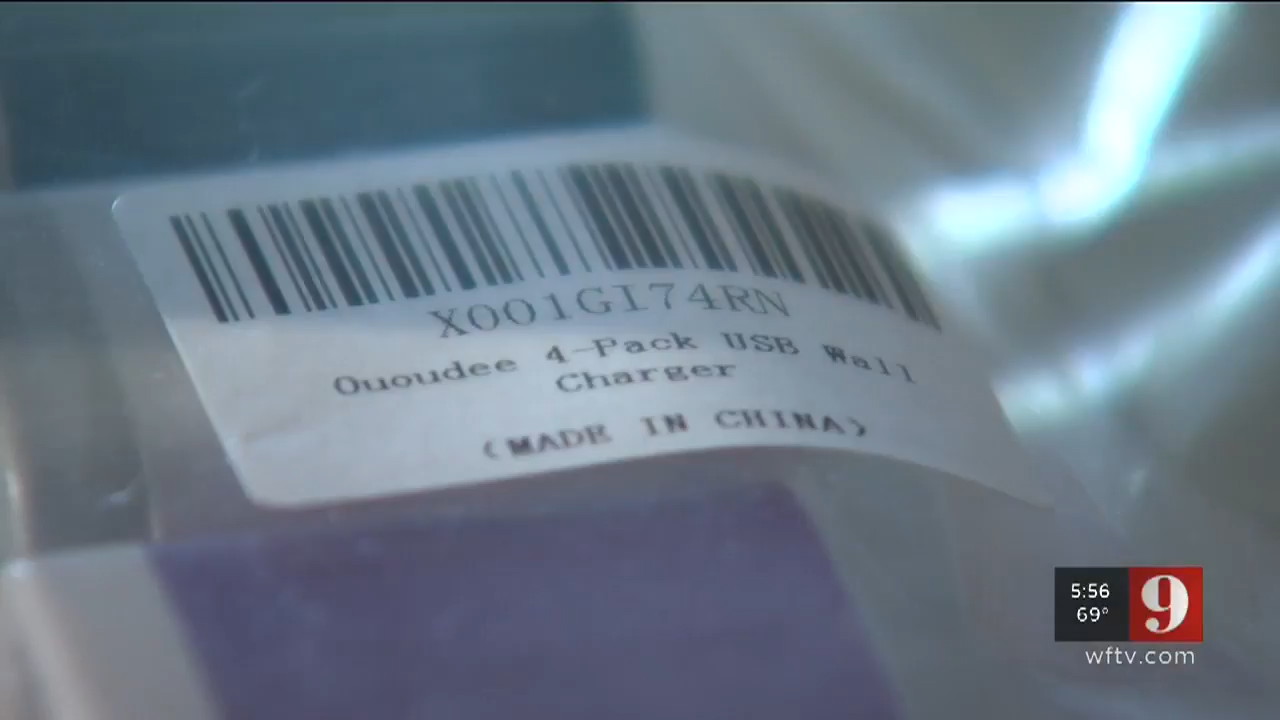 X001GI74RN
Ououdee 4-Pack USB Wall
Charger
(MADE IN CHINA)
5:56
69°
9
wftv.com